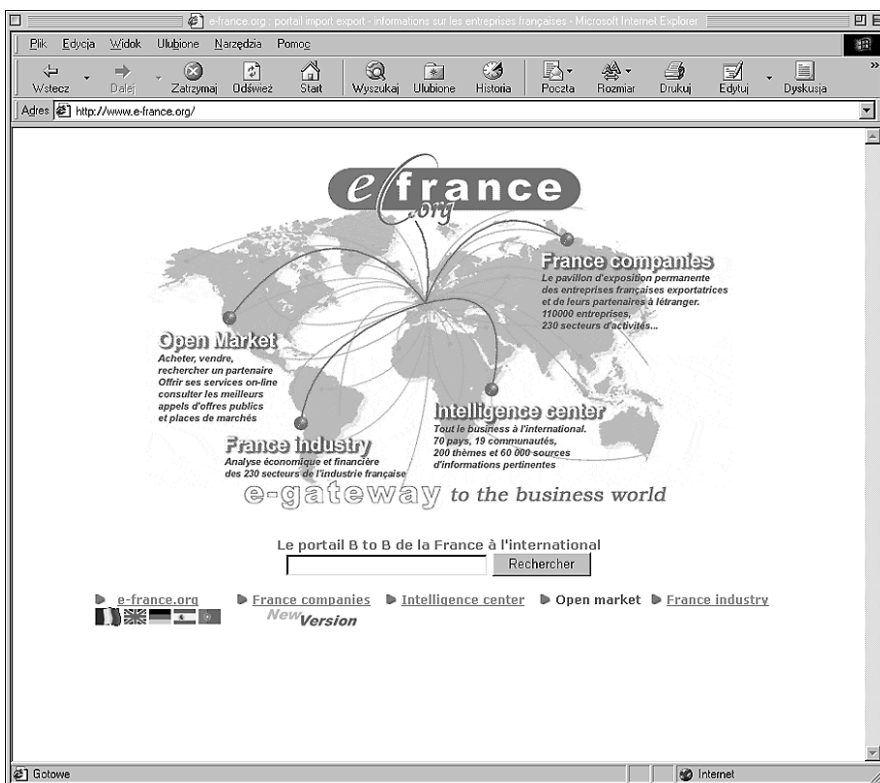 e-france.org : portail import export - informations sur les entreprises françaises - Microsoft Internet Explorer
Plik Edycja Widok Ulubione Narzędzia Pomoc
Wstecz Dalej Zatrzymaj Odśwież Start Wyszukaj Ulubione Historia Poczta Rozmiar Drukuj Edytuj Dyskusja »
Adres http://www.e-france.org/
e france
.org
France companies
Le pavillon d'exposition permanente
des entreprises françaises exportatrices
et de leurs partenaires à létranger.
110000 entreprises,
230 secteurs d'activités...
Open Market
Acheter, vendre,
rechercher un partenaire
Offrir ses services on-line
consulter les meilleurs
appels d'offres publics
et places de marchés
Intelligence center
Tout le business à l'international.
70 pays, 19 communautés,
200 thèmes et 60 000 sources
d'informations pertinentes
France industry
Analyse économique et financière
des 230 secteurs de l'industrie française
e-gateway to the business world
Le portail B to B de la France à l'international
Rechercher
e-france.org France companies Intelligence center Open market France industry
New Version
Gotowe Internet